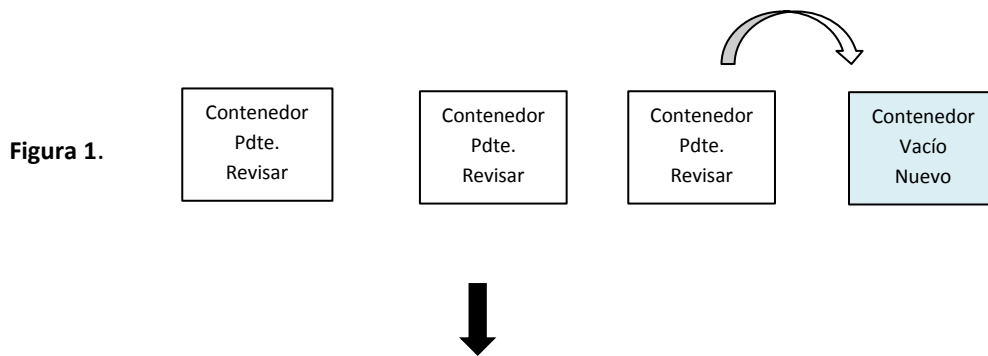 Figura 1.
Contenedor
Pdte.
Revisar
Contenedor
Pdte.
Revisar
Contenedor
Pdte.
Revisar
Contenedor
Vacío
Nuevo